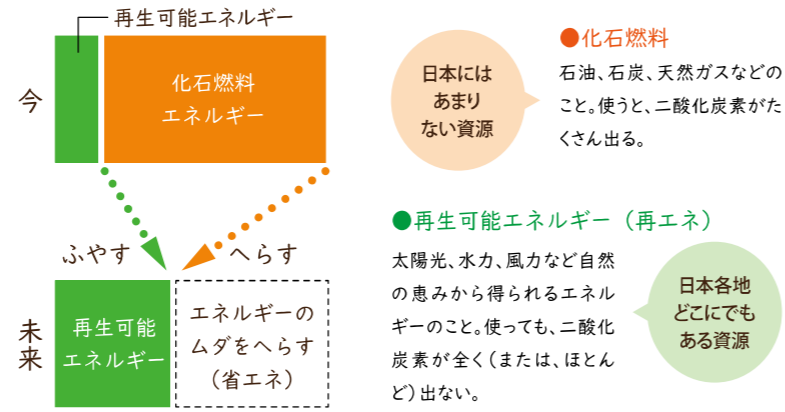 再生可能エネルギー
今
化石燃料
エネルギー
ふやす
へらす
未来
再生可能
エネルギー
エネルギーの
ムダをへらす
（省エネ）
日本には
あまり
ない資源
●化石燃料
石油、石炭、天然ガスなどの
こと。使うと、二酸化炭素がた
くさん出る。
●再生可能エネルギー（再エネ）
太陽光、水力、風力など自然
の恵みから得られるエネル
ギーのこと。使っても、二酸化
炭素が全く（または、ほとん
ど）出ない。
日本各地
どこにでも
ある資源